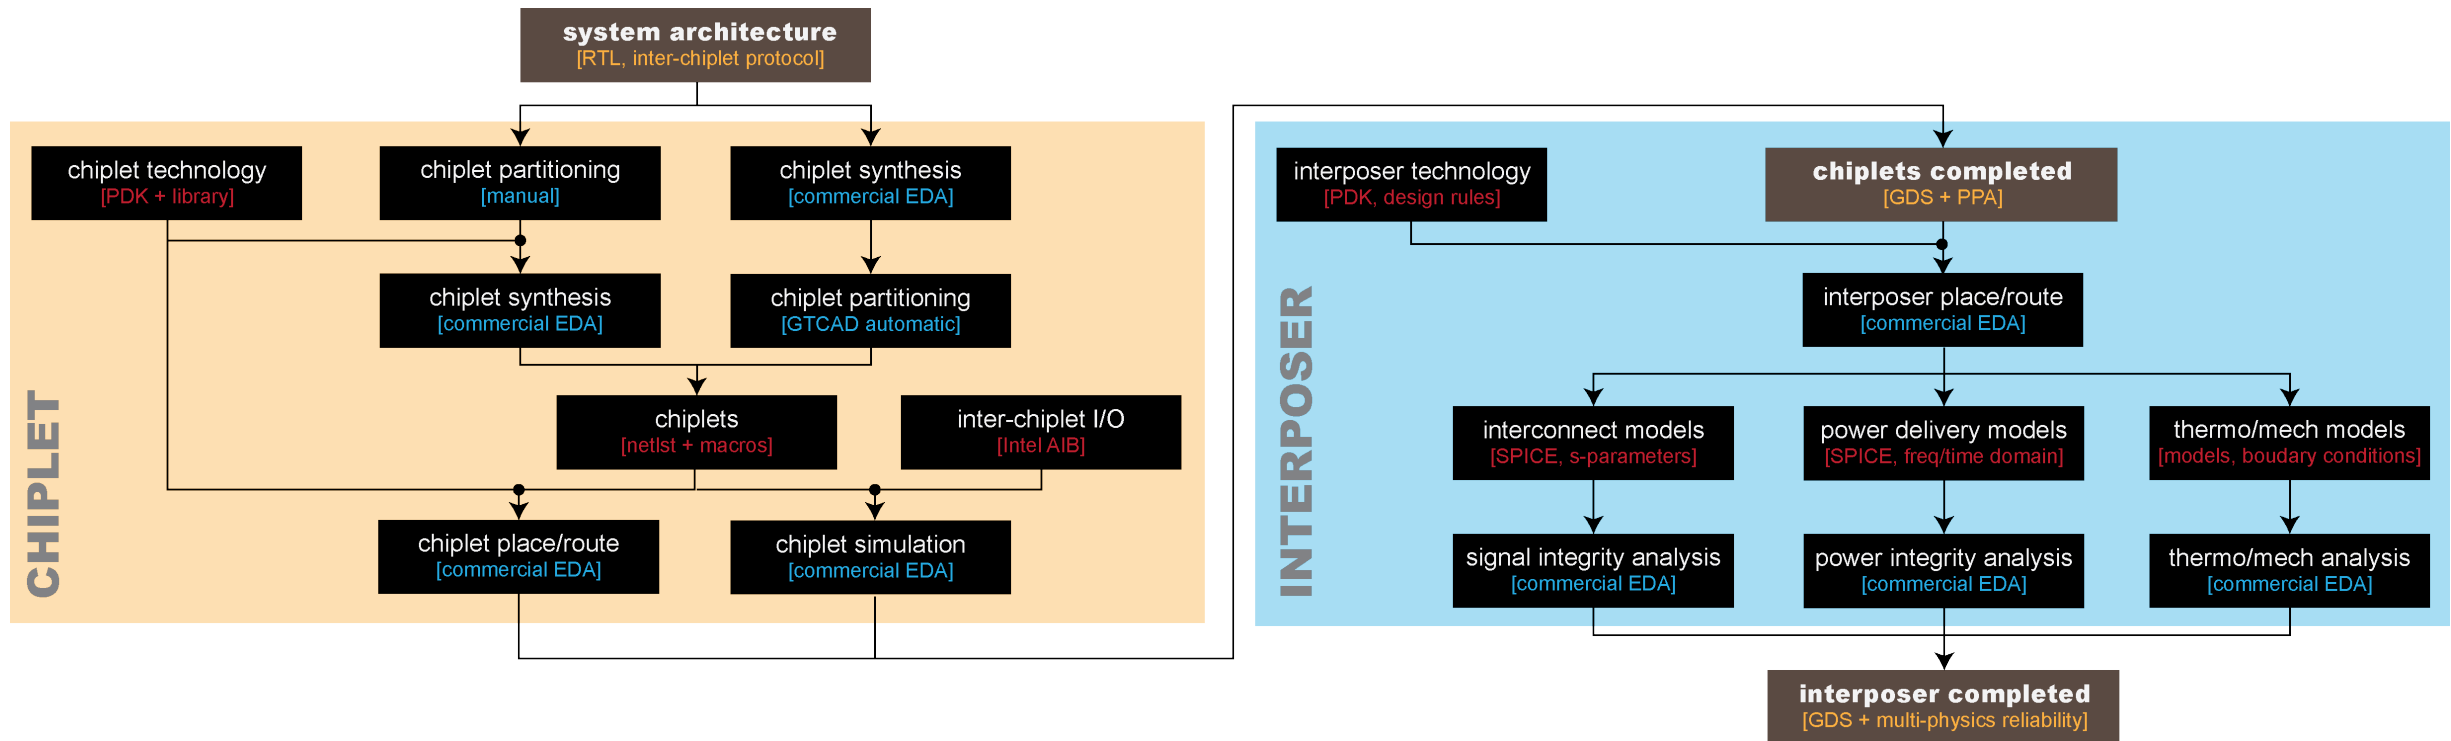 system architecture
[RTL, inter-chiplet protocol]
CHIPLET
chiplet technology
[PDK + library]
chiplet partitioning
[manual]
chiplet synthesis
[commercial EDA]
chiplet synthesis
[commercial EDA]
chiplet partitioning
[GTCAD automatic]
chiplets
[netlst + macros]
inter-chiplet I/O
[Intel AIB]
chiplet place/route
[commercial EDA]
chiplet simulation
[commercial EDA]
INTERPOSER
interposer technology
[PDK, design rules]
chiplets completed
[GDS + PPA]
interposer place/route
[commercial EDA]
interconnect models
[SPICE, s-parameters]
power delivery models
[SPICE, freq/time domain]
thermo/mech models
[models, boudary conditions]
signal integrity analysis
[commercial EDA]
power integrity analysis
[commercial EDA]
thermo/mech analysis
[commercial EDA]
interposer completed
[GDS + multi-physics reliability]